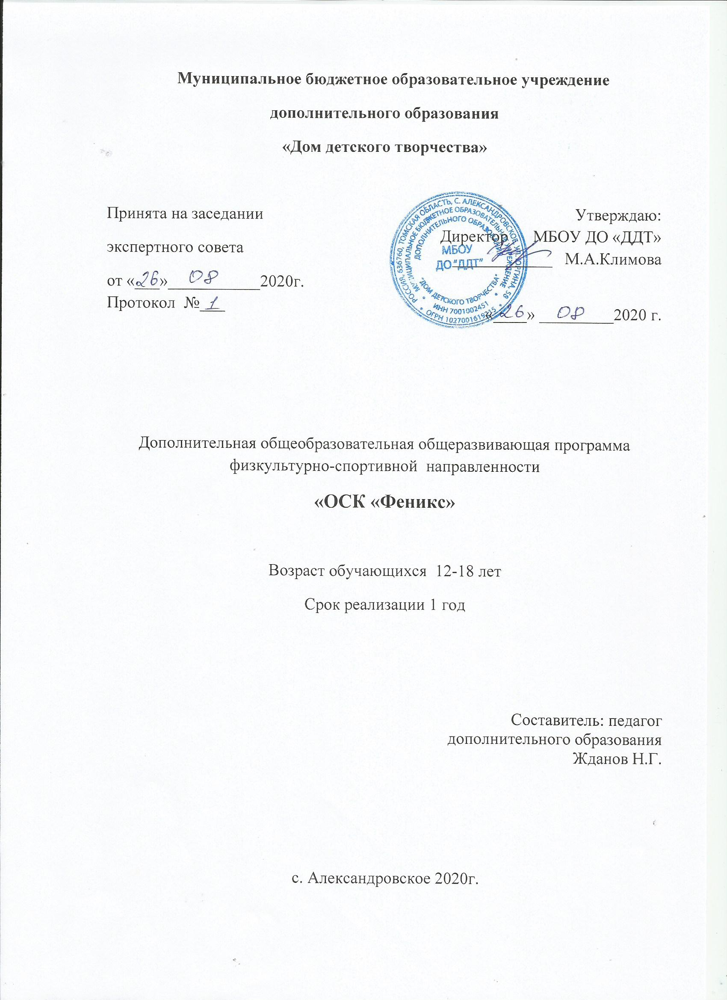 Муниципальное бюджетное образовательное учреждение
дополнительного образования
«Дом детского творчества»
Принята на заседании
экспертного совета
от «26» 08 2020г.
Протокол № 1
Утверждаю:
Директор МБОУ ДО «ДДТ»
М.А.Климова
«26» 08 2020 г.
РОССИЯ, 636760, ТОМСКАЯ ОБЛАСТЬ, С. АЛЕКСАНДРОВСКОЕ, УЛ. 58
* ОГРН 1027001619215 *
МУНИЦИПАЛЬНОЕ БЮДЖЕТНОЕ ОБРАЗОВАТЕЛЬНОЕ УЧРЕЖДЕНИЕ
* ИНН 7001002451 *
ДОПОЛНИТЕЛЬНОГО ОБРАЗОВАНИЯ
"ДОМ ДЕТСКОГО ТВОРЧЕСТВА"
МБОУ
ДО "ДДТ"
Дополнительная общеобразовательная общеразвивающая программа
физкультурно-спортивной направленности
«ОСК «Феникс»
Возраст обучающихся 12-18 лет
Срок реализации 1 год
Составитель: педагог
дополнительного образования
Жданов Н.Г.
с. Александровское 2020г.